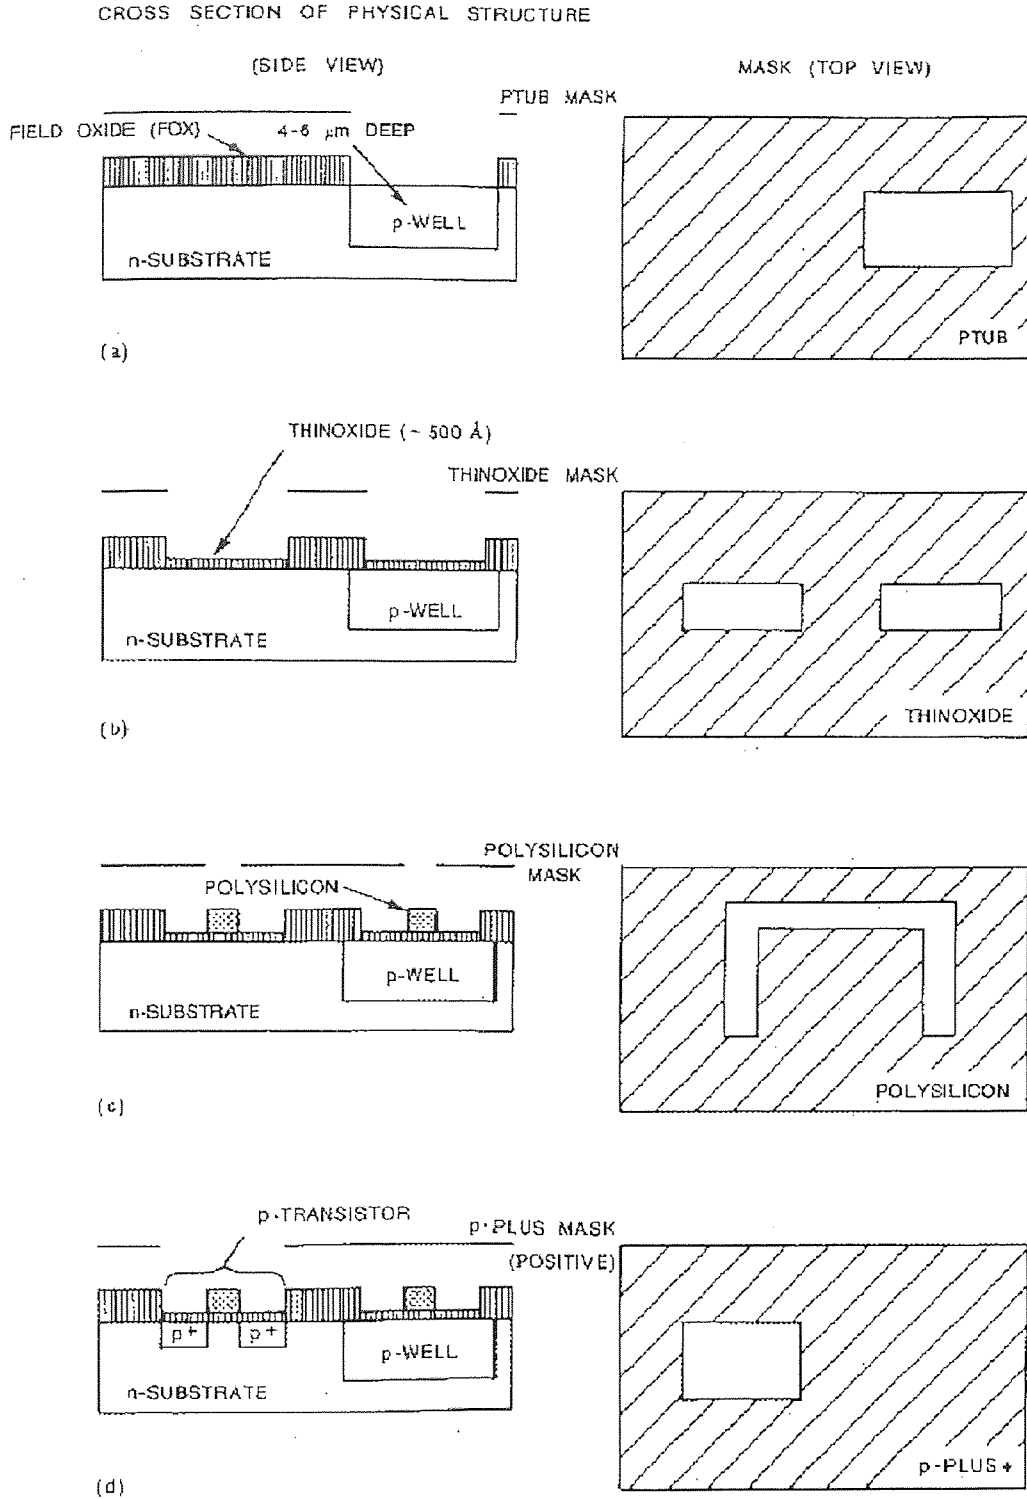 CROSS SECTION OF PHYSICAL STRUCTURE
(SIDE VIEW)
MASK (TOP VIEW)
PTUB MASK
FIELD OXIDE (FOX)
4-6 μm DEEP
p-WELL
n-SUBSTRATE
PTUB
(a)
THINOXIDE (~ 500 Å)
THINOXIDE MASK
p-WELL
n-SUBSTRATE
THINOXIDE
(b)
POLYSILICON
MASK
POLYSILICON
p-WELL
n-SUBSTRATE
POLYSILICON
(c)
p-TRANSISTOR
p-PLUS MASK
(POSITIVE)
p+
p+
p-WELL
n-SUBSTRATE
p-PLUS+
(d)